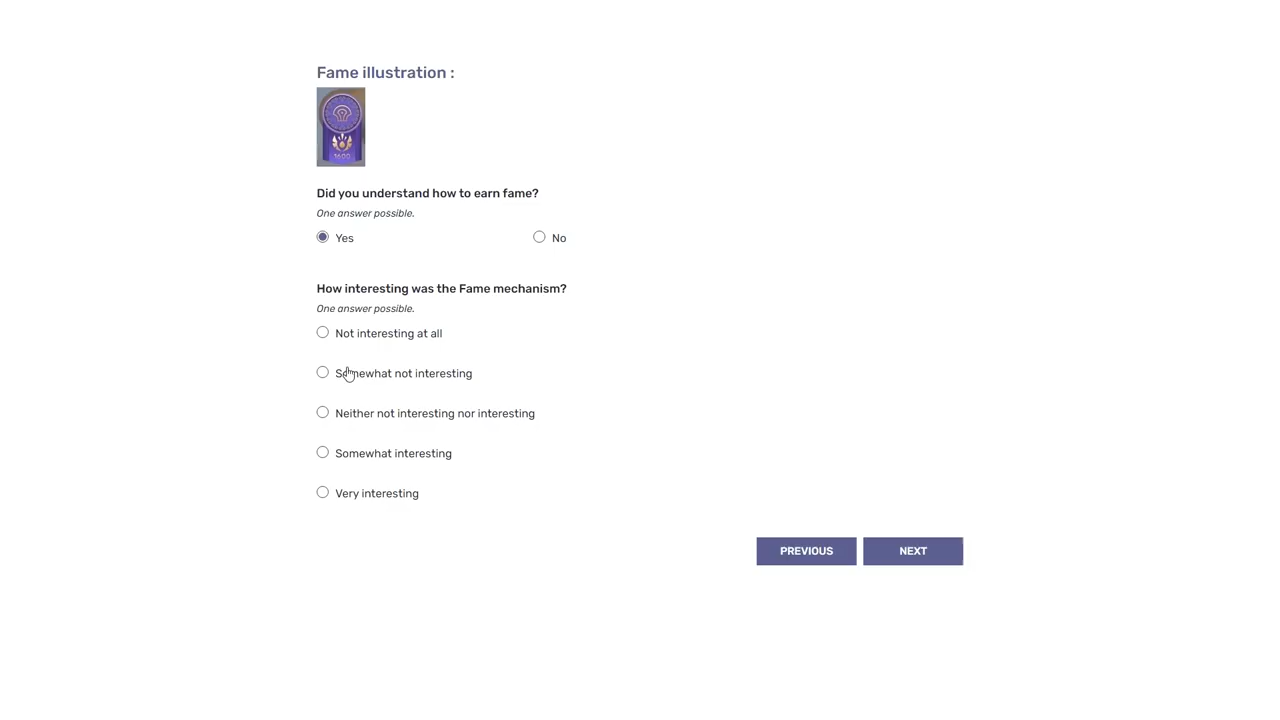 Fame illustration :
1600
Did you understand how to earn fame?
One answer possible.
Yes
No
How interesting was the Fame mechanism?
One answer possible.
Not interesting at all
Somewhat not interesting
Neither not interesting nor interesting
Somewhat interesting
Very interesting
PREVIOUS
NEXT